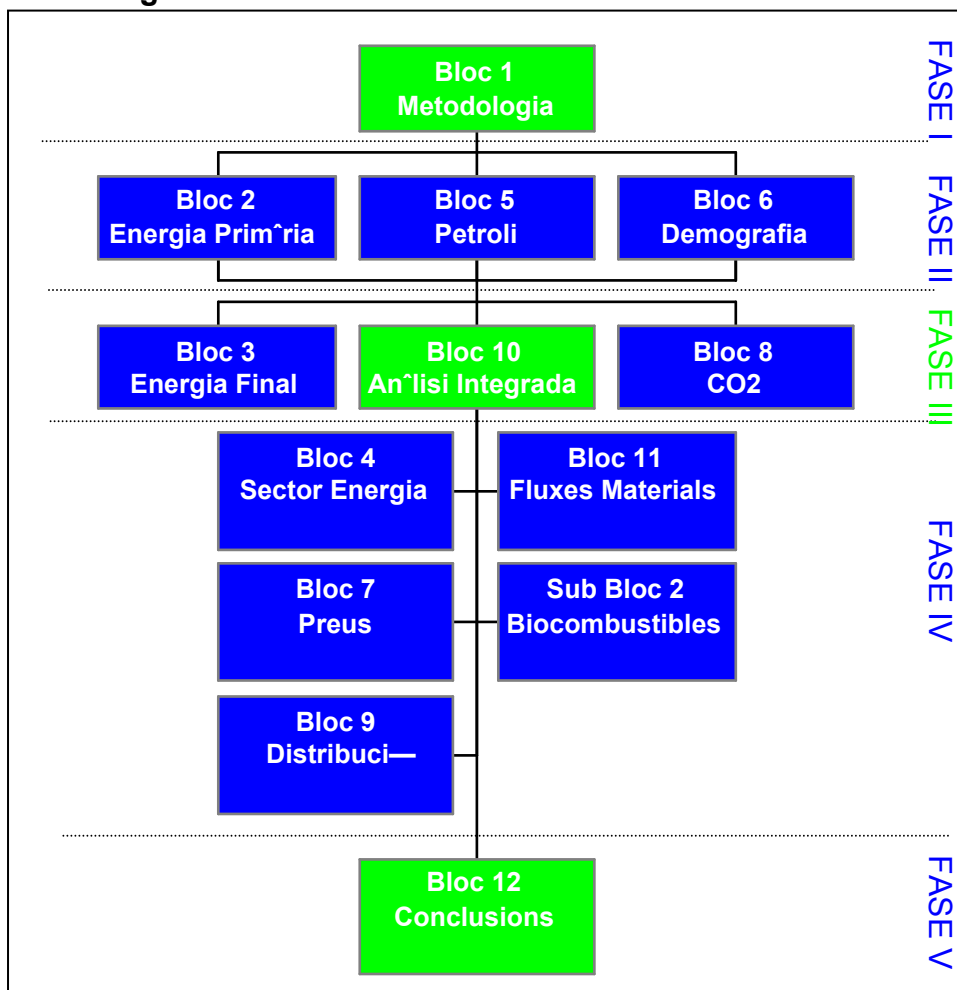 Bloc 1
Metodologia
FASE I
Bloc 2
Energia Primˆria
Bloc 5
Petroli
Bloc 6
Demografia
FASE II
Bloc 3
Energia Final
Bloc 10
Anˆlisi Integrada
Bloc 8
CO2
FASE III
Bloc 4
Sector Energia
Bloc 11
Fluxes Materials
Bloc 7
Preus
Sub Bloc 2
Biocombustibles
Bloc 9
Distribuci—
FASE IV
Bloc 12
Conclusions
FASE V